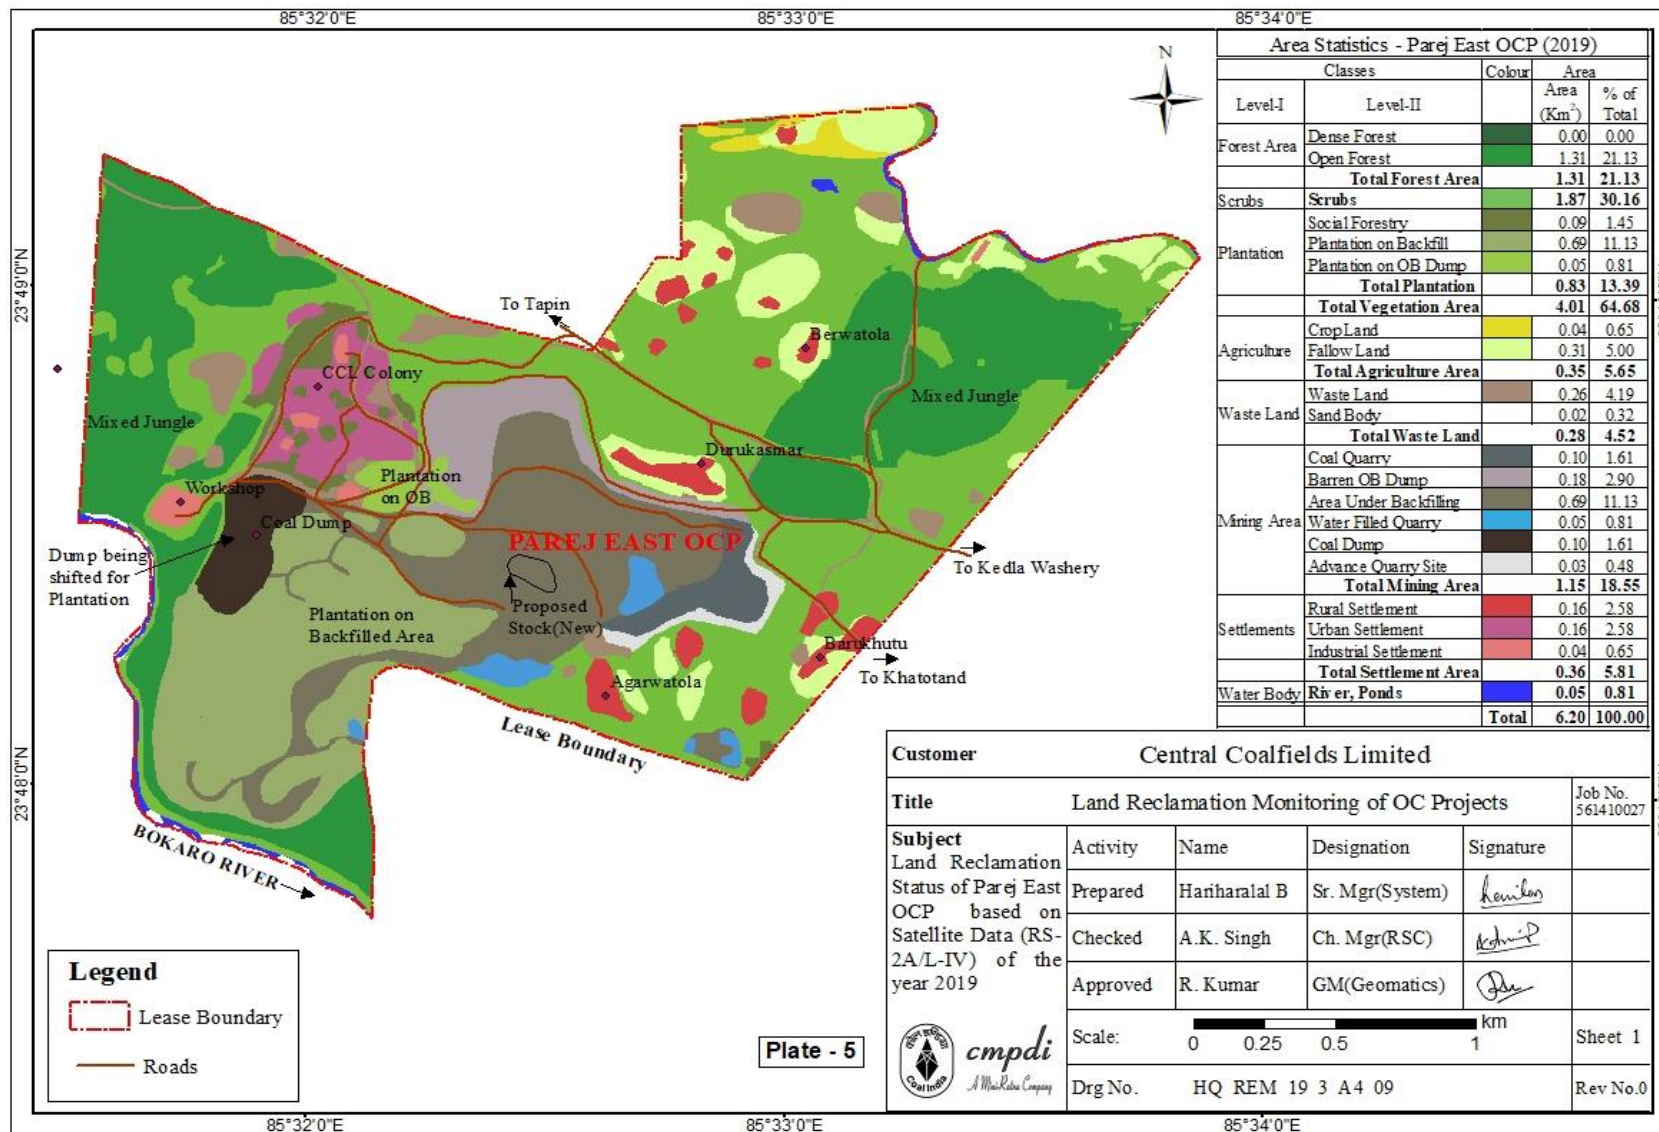 85°32'0"E 85°33'0"E 85°34'0"E
N
23°49'0"N
23°48'0"N
To Tapin
Berwatola
CCL Colony
Mixed Jungle
Mixed Jungle
Durukasmar
Plantation
on OB
Workshop
Coal Dump
PAREJ EAST OCP
Dump being
shifted for
Plantation
To Kedla Washery
Proposed
Stock(New)
Plantation on
Backfilled Area
Barukhutu
To Khatotand
Agarwatola
Lease Boundary
BOKARO RIVER
Area Statistics - Parej East OCP (2019)
Classes Colour Area
Level-I Level-II Area (Km²) % of Total
Forest Area Dense Forest 0.00 0.00
Open Forest 1.31 21.13
Total Forest Area 1.31 21.13
Scrubs Scrubs 1.87 30.16
Plantation Social Forestry 0.09 1.45
Plantation on Backfill 0.69 11.13
Plantation on OB Dump 0.05 0.81
Total Plantation 0.83 13.39
Total Vegetation Area 4.01 64.68
Agriculture Crop Land 0.04 0.65
Fallow Land 0.31 5.00
Total Agriculture Area 0.35 5.65
Waste Land Waste Land 0.26 4.19
Sand Body 0.02 0.32
Total Waste Land 0.28 4.52
Mining Area Coal Quarry 0.10 1.61
Barren OB Dump 0.18 2.90
Area Under Backfilling 0.69 11.13
Water Filled Quarry 0.05 0.81
Coal Dump 0.10 1.61
Advance Quarry Site 0.03 0.48
Total Mining Area 1.15 18.55
Settlements Rural Settlement 0.16 2.58
Urban Settlement 0.16 2.58
Industrial Settlement 0.04 0.65
Total Settlement Area 0.36 5.81
Water Body River, Ponds 0.05 0.81
Total 6.20 100.00
Customer Central Coalfields Limited
Title Land Reclamation Monitoring of OC Projects Job No. 561410027
Subject
Land Reclamation
Status of Parej East
OCP based on
Satellite Data (RS-
2A/L-IV) of the
year 2019
Activity Name Designation Signature
Prepared Hariharalal B Sr. Mgr(System)
Checked A.K. Singh Ch. Mgr(RSC)
Approved R. Kumar GM(Geomatics)
Scale: 0 0.25 0.5 1 km Sheet 1
Drg No. HQ REM 19 3 A4 09 Rev No.0
Coal India
cmpdi
A Mini Ratna Company
Plate - 5
Legend
Lease Boundary
Roads
85°32'0"E 85°33'0"E 85°34'0"E